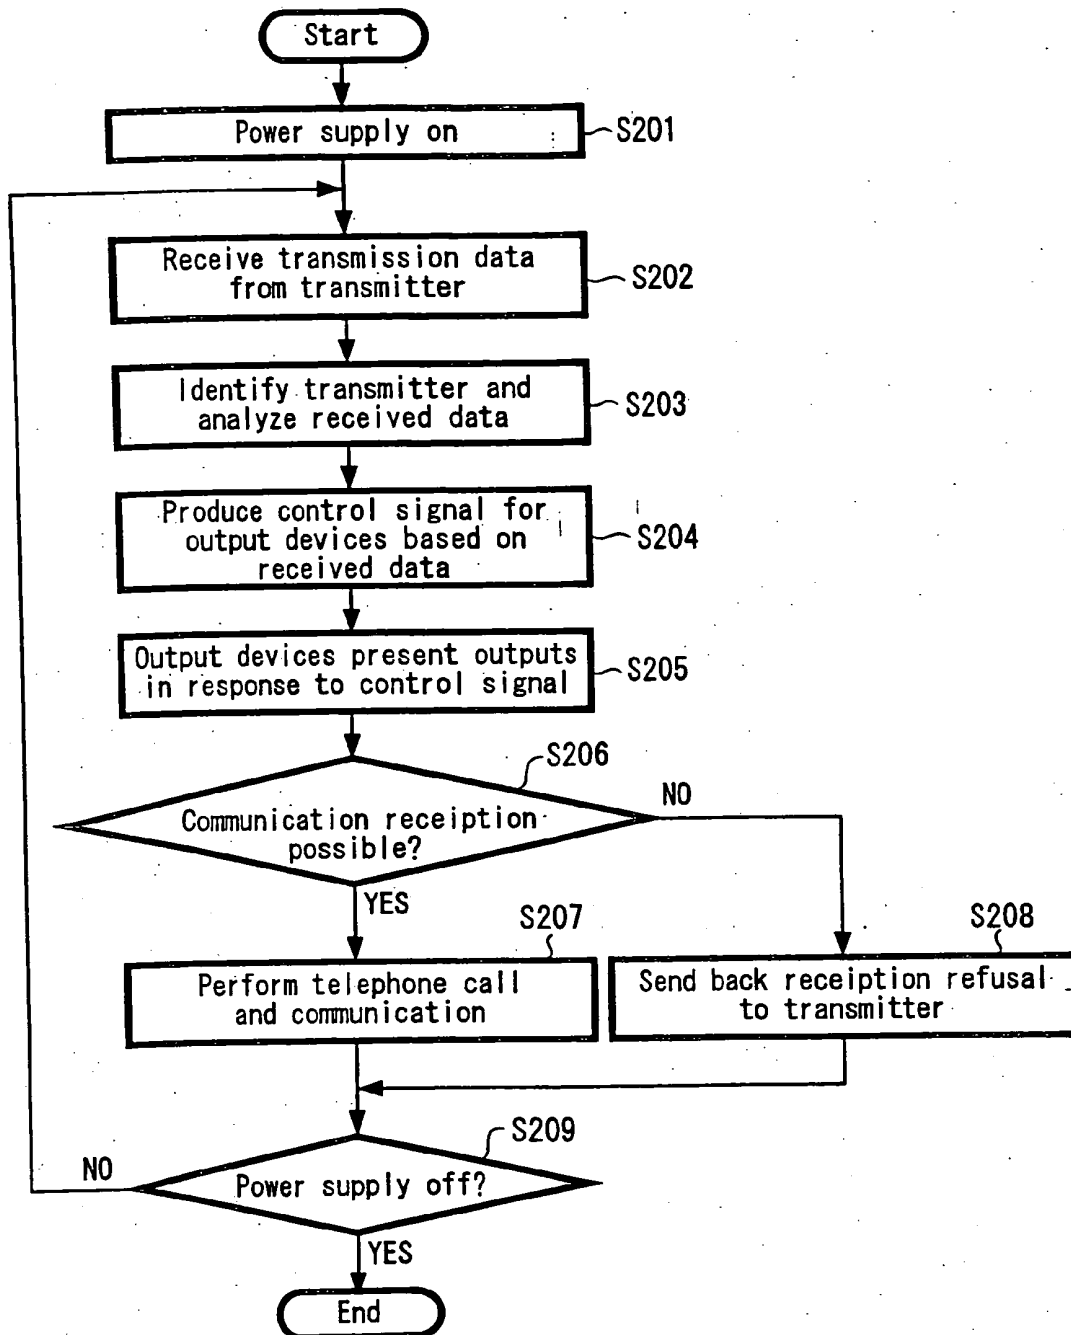 Start
Power supply on
S201
Receive transmission data
from transmitter
S202
Identify transmitter and
analyze received data
S203
Produce control signal for
output devices based on
received data
S204
Output devices present outputs
in response to control signal
S205
S206
Communication receiption
possible?
NO
YES
S207
Perform telephone call
and communication
S208
Send back receiption refusal
to transmitter
S209
Power supply off?
NO
YES
End